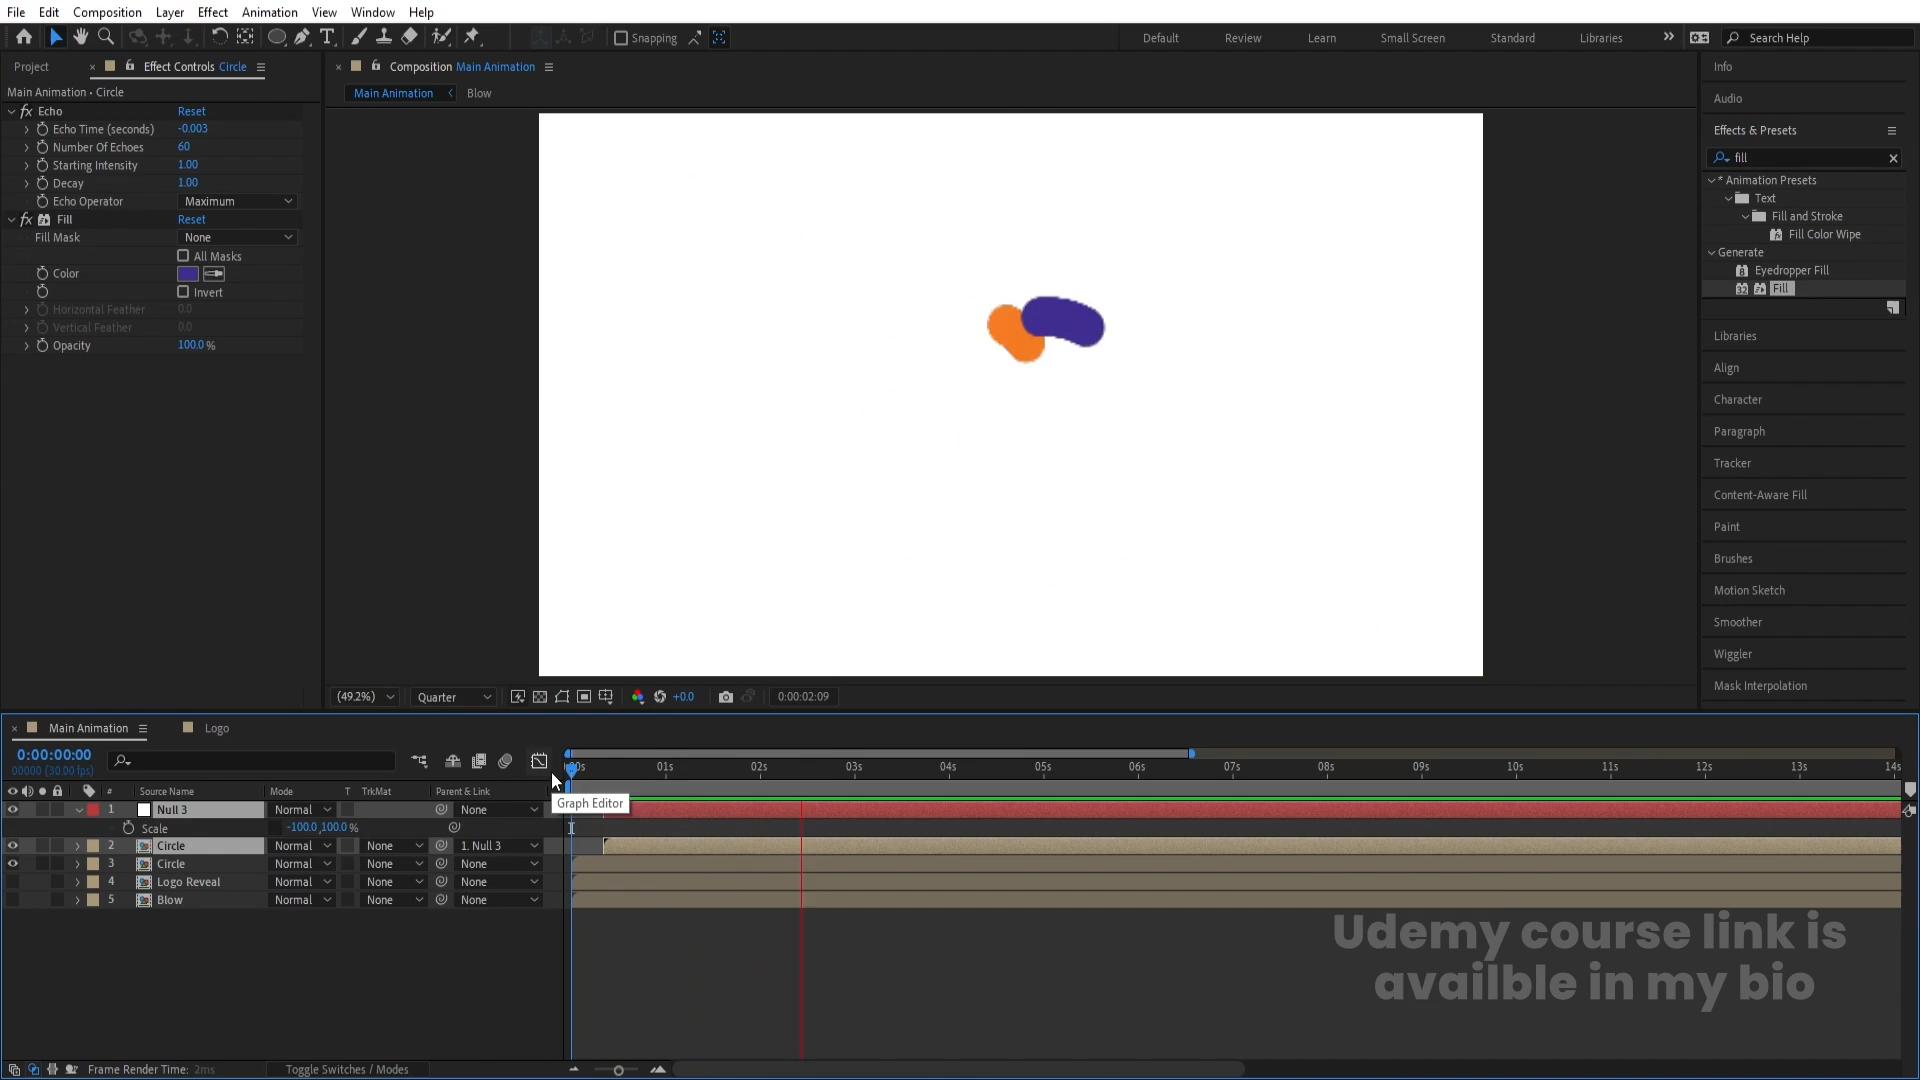 File Edit Composition Layer Effect Animation View Window Help
Snapping Default Review Learn Small Screen Standard Libraries Search Help
Project Effect Controls Circle
Main Animation • Circle
fx Echo Reset
Echo Time (seconds) -0.003
Number Of Echoes 60
Starting Intensity 1.00
Decay 1.00
Echo Operator Maximum
fx Fill Reset
Fill Mask None
All Masks
Color
Invert
Horizontal Feather 0.0
Vertical Feather 0.0
Opacity 100.0 %
Composition Main Animation
Main Animation Blow
(49.2%) Quarter +0.0 0:00:02:09
Info
Audio
Effects & Presets
fill
* Animation Presets
Text
Fill and Stroke
Fill Color Wipe
Generate
Eyedropper Fill
Fill
Libraries
Align
Character
Paragraph
Tracker
Content-Aware Fill
Paint
Brushes
Motion Sketch
Smoother
Wiggler
Mask Interpolation
Main Animation Logo
0:00:00:00
00000 (30.00 fps)
01s 02s 03s 04s 05s 06s 07s 08s 09s 10s 11s 12s 13s 14s
# Source Name Mode T TrkMat Parent & Link
1 Null 3 Normal None
Graph Editor
Scale -100.0,100.0 %
2 Circle Normal None 1. Null 3
3 Circle Normal None None
4 Logo Reveal Normal None None
5 Blow Normal None None
Udemy course link is
availble in my bio
Frame Render Time: 2ms Toggle Switches / Modes